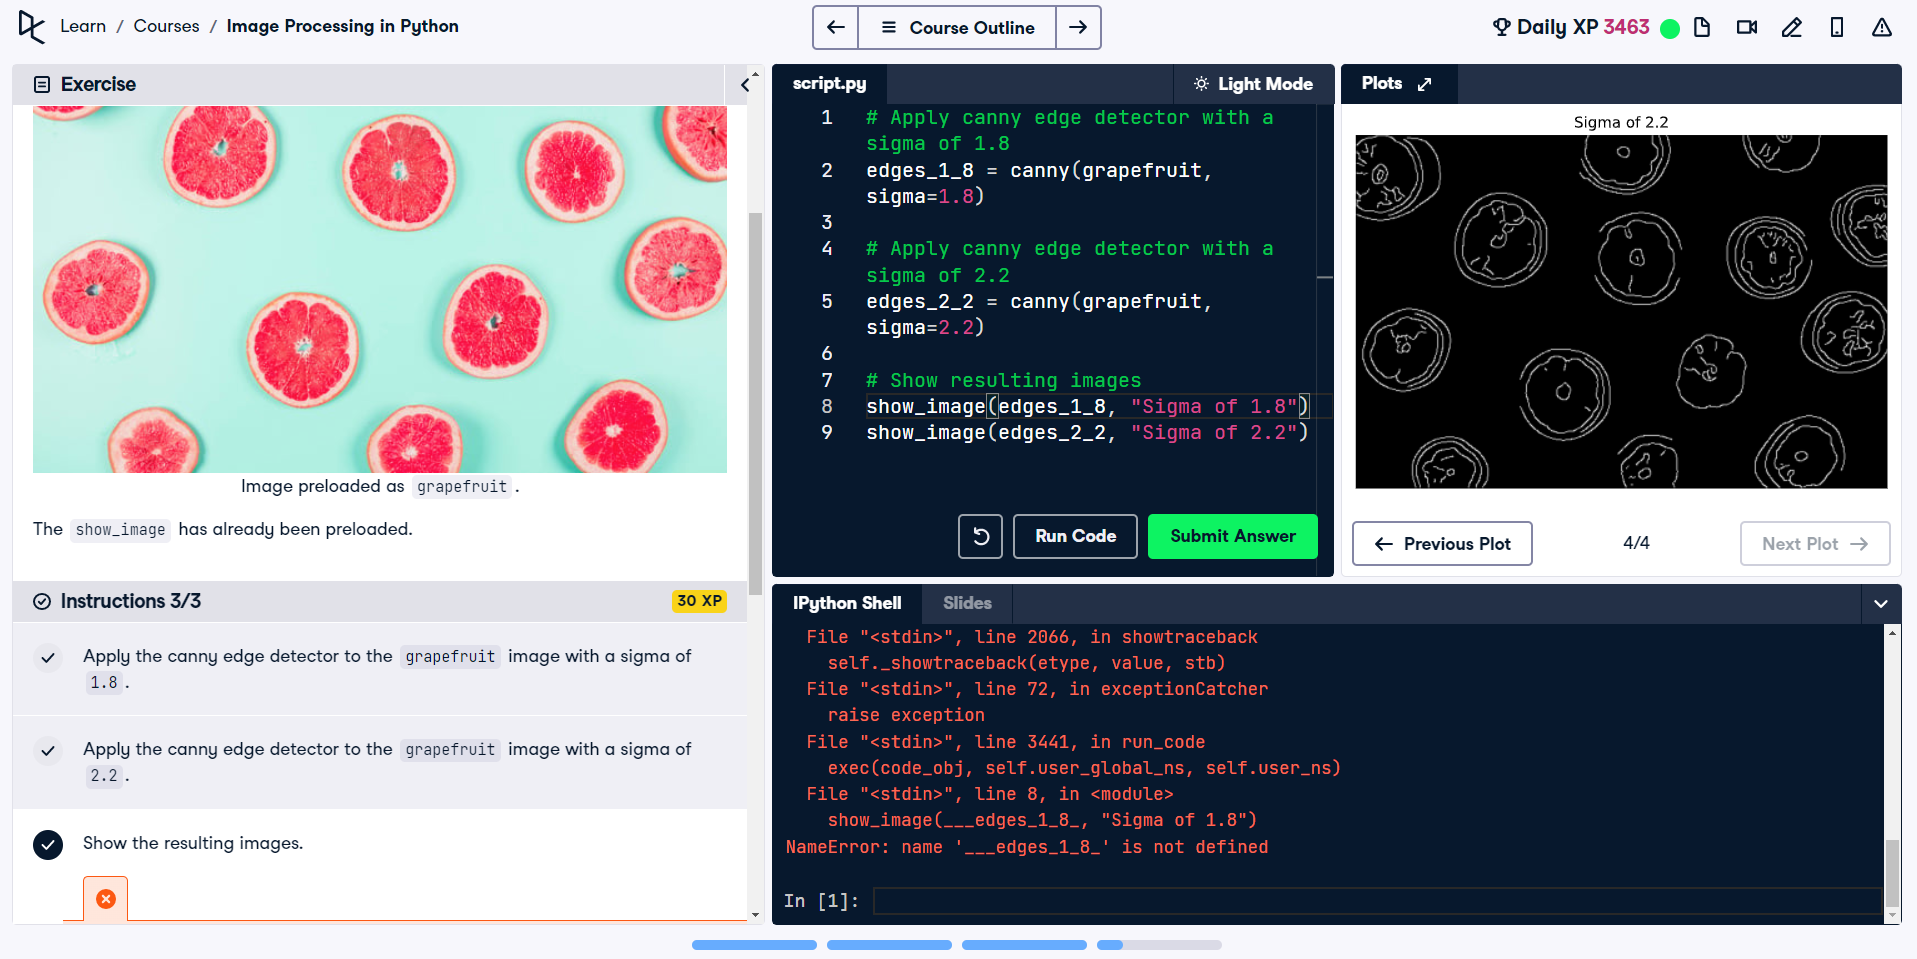 Learn / Courses / Image Processing in Python
Course Outline
Daily XP 3463
Exercise
Image preloaded as grapefruit.
The show_image has already been preloaded.
Instructions 3/3
30 XP
Apply the canny edge detector to the grapefruit image with a sigma of
1.8.
Apply the canny edge detector to the grapefruit image with a sigma of
2.2.
Show the resulting images.
script.py
Light Mode
1 # Apply canny edge detector with a
sigma of 1.8
2 edges_1_8 = canny(grapefruit,
sigma=1.8)
3
4 # Apply canny edge detector with a
sigma of 2.2
5 edges_2_2 = canny(grapefruit,
sigma=2.2)
6
7 # Show resulting images
8 show_image(edges_1_8, "Sigma of 1.8")
9 show_image(edges_2_2, "Sigma of 2.2")
Run Code
Submit Answer
Plots
Sigma of 2.2
Previous Plot
4/4
Next Plot
IPython Shell
Slides
File "<stdin>", line 2066, in showtraceback
self._showtraceback(etype, value, stb)
File "<stdin>", line 72, in exceptionCatcher
raise exception
File "<stdin>", line 3441, in run_code
exec(code_obj, self.user_global_ns, self.user_ns)
File "<stdin>", line 8, in <module>
show_image(___edges_1_8_, "Sigma of 1.8")
NameError: name '___edges_1_8_' is not defined
In [1]: